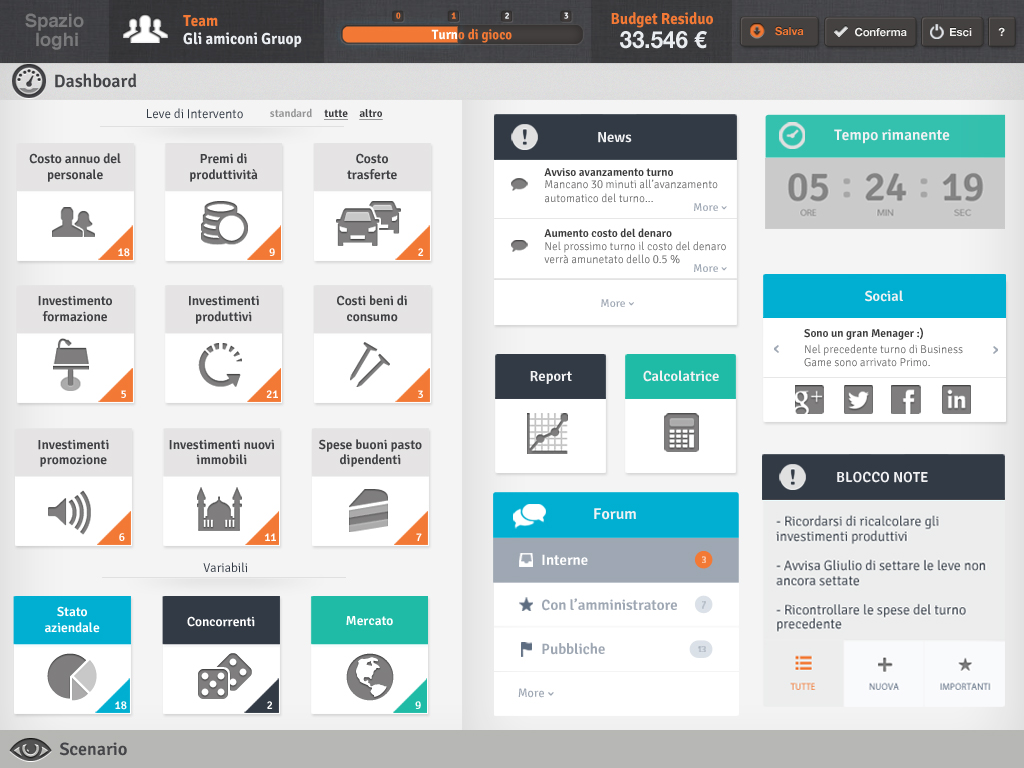 Spazio
loghi
Team
Gli amiconi Gruop
0 1 2 3
Turno di gioco
Budget Residuo
33.546 €
Salva
Conferma
Esci
?
Dashboard
Leve di Intervento standard tutte altro
Costo annuo del
personale
18
Premi di
produttività
9
Costo
trasferte
2
Investimento
formazione
5
Investimenti
produttivi
21
Costi beni di
consumo
3
Investimenti
promozione
6
Investimenti nuovi
immobili
11
Spese buoni pasto
dipendenti
7
Variabili
Stato
aziendale
18
Concorrenti
2
Mercato
9
News
Avviso avanzamento turno
Mancano 30 minuti all'avanzamento
automatico del turno...
More
Aumento costo del denaro
Nel prossimo turno il costo del denaro
verrà amunetato dello 0.5 %
More
More
Report
Calcolatrice
Forum
Interne 3
Con l'amministratore 7
Pubbliche 13
More
Tempo rimanente
05 : 24 : 19
ORE MIN SEC
Social
Sono un gran Menager :)
Nel precedente turno di Business
Game sono arrivato Primo.
g+ f in
BLOCCO NOTE
- Ricordarsi di ricalcolare gli
investimenti produttivi
- Avvisa Gliulio di settare le leve non
ancora settate
- Ricontrollare le spese del turno
precedente
TUTTE NUOVA IMPORTANTI
Scenario